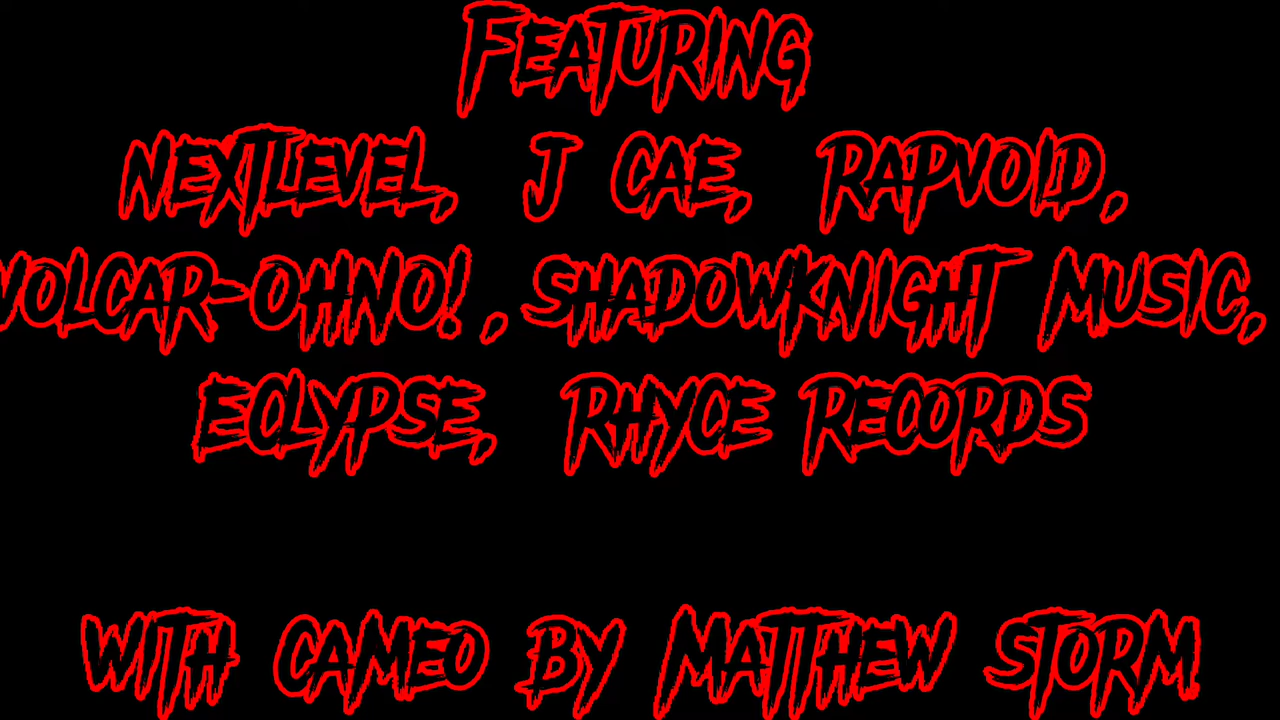 Featuring
NextLevel, J Cae, RapVoid,
Volcar-OHNO!, Shadowknight Music,
Eclypse, Rhyce Records
with cameo by Matthew Storm